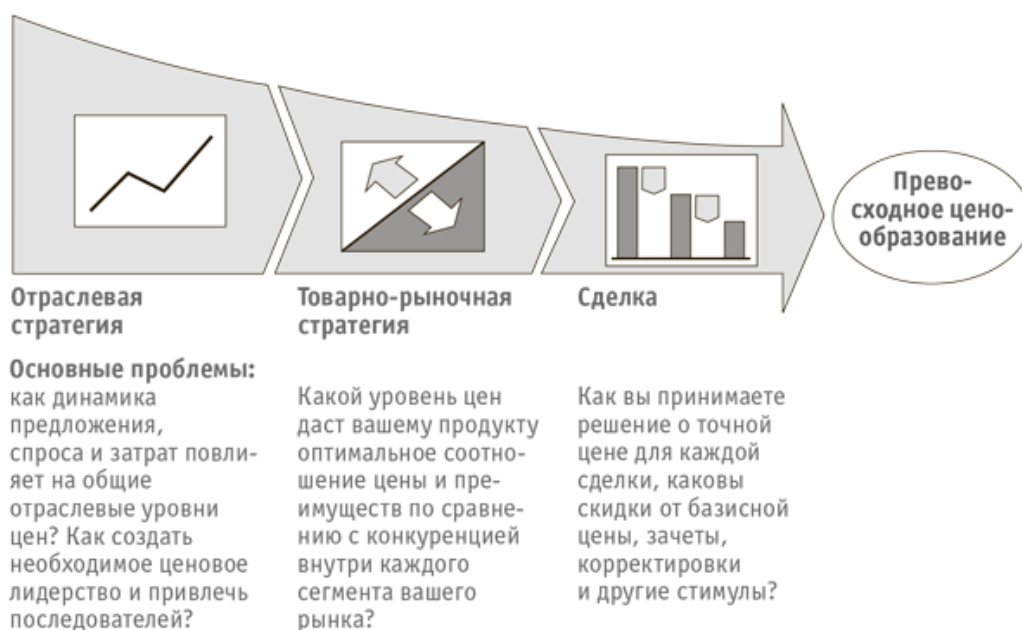 Прево-
сходное цено-
образование
Отраслевая
стратегия
Основные проблемы:
как динамика
предложения,
спроса и затрат повли-
яет на общие
отраслевые уровни
цен? Как создать
необходимое ценовое
лидерство и привлечь
последователей?
Товарно-рыночная
стратегия
Какой уровень цен
даст вашему продукту
оптимальное соотно-
шение цены и пре-
имуществ по сравне-
нию с конкуренцией
внутри каждого
сегмента вашего
рынка?
Сделка
Как вы принимаете
решение о точной
цене для каждой
сделки, каковы
скидки от базисной
цены, зачеты,
корректировки
и другие стимулы?